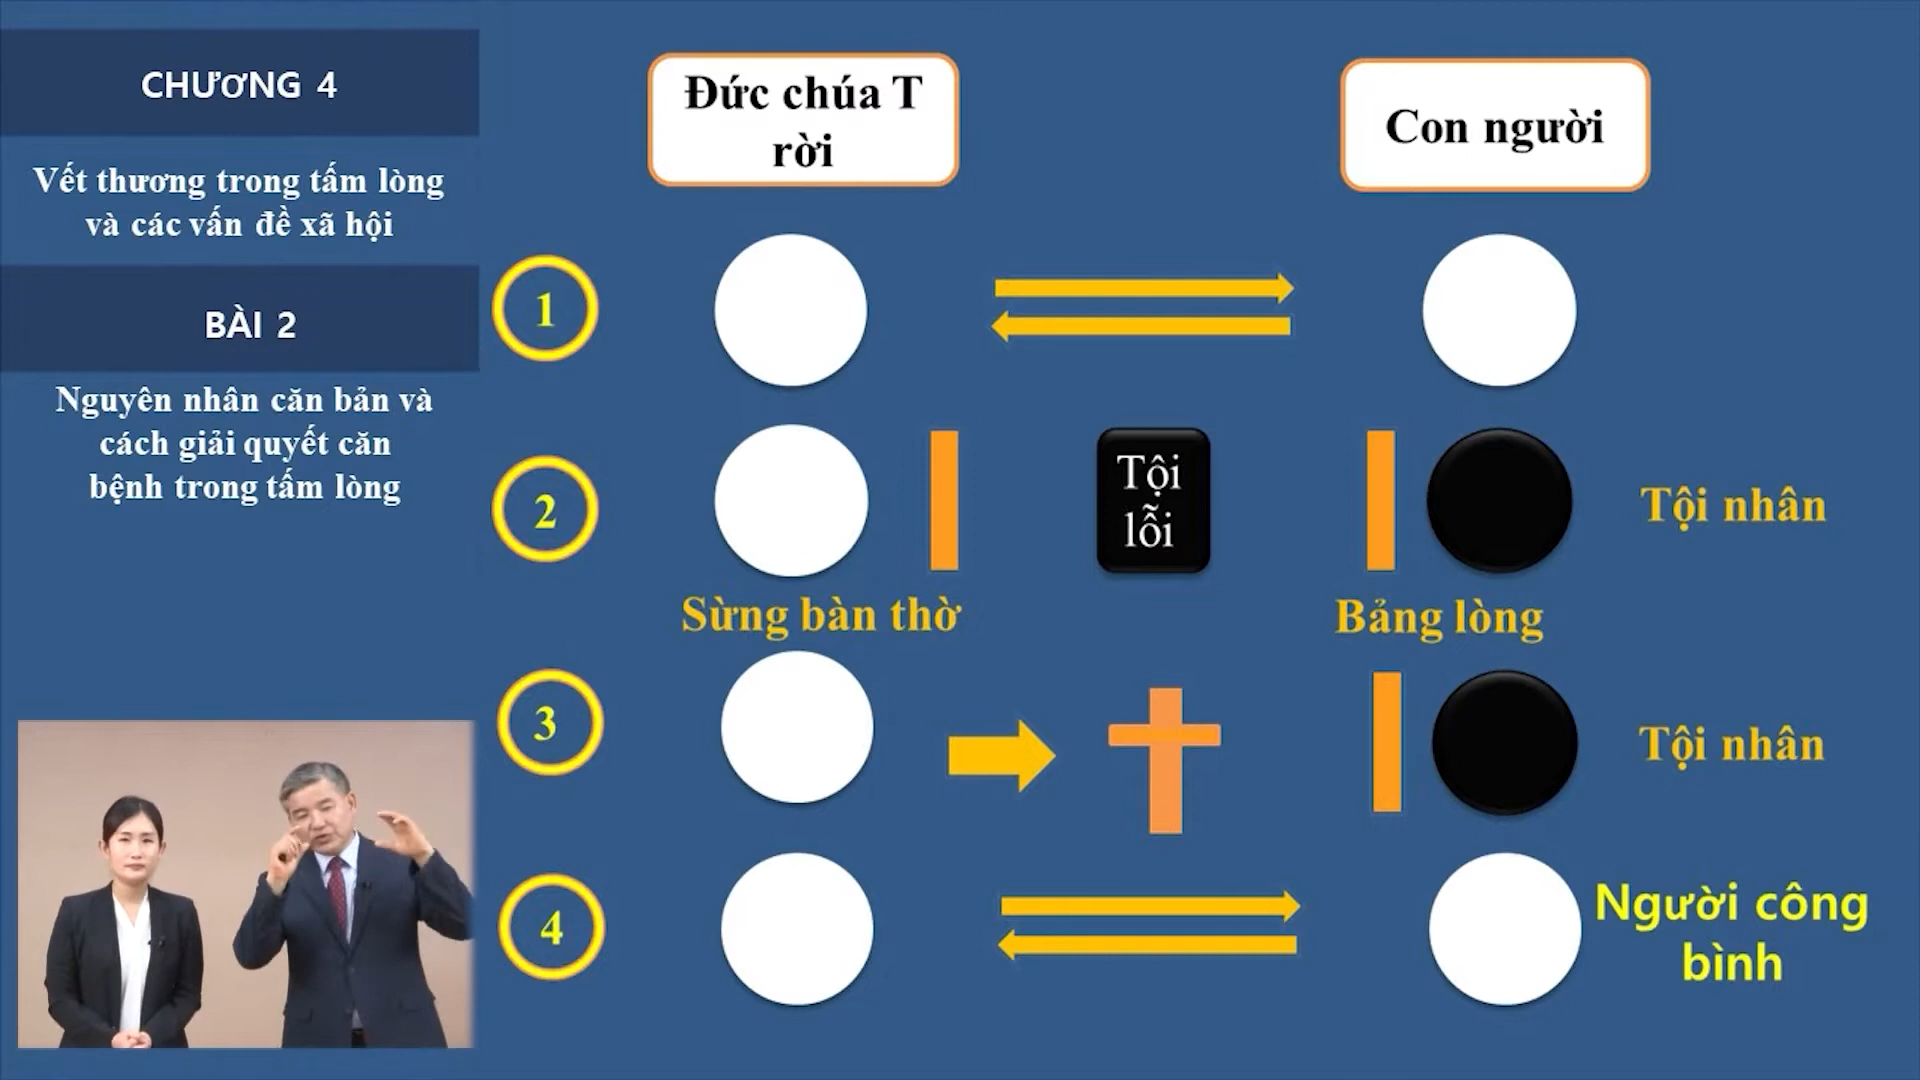 CHƯƠNG 4
Vết thương trong tấm lòng
và các vấn đề xã hội
BÀI 2
Nguyên nhân căn bản và
cách giải quyết căn
bệnh trong tấm lòng
Đức chúa T
rời
Con người
1
2
Tội
lỗi
Tội nhân
Sừng bàn thờ
Bảng lòng
3
Tội nhân
4
Người công
bình